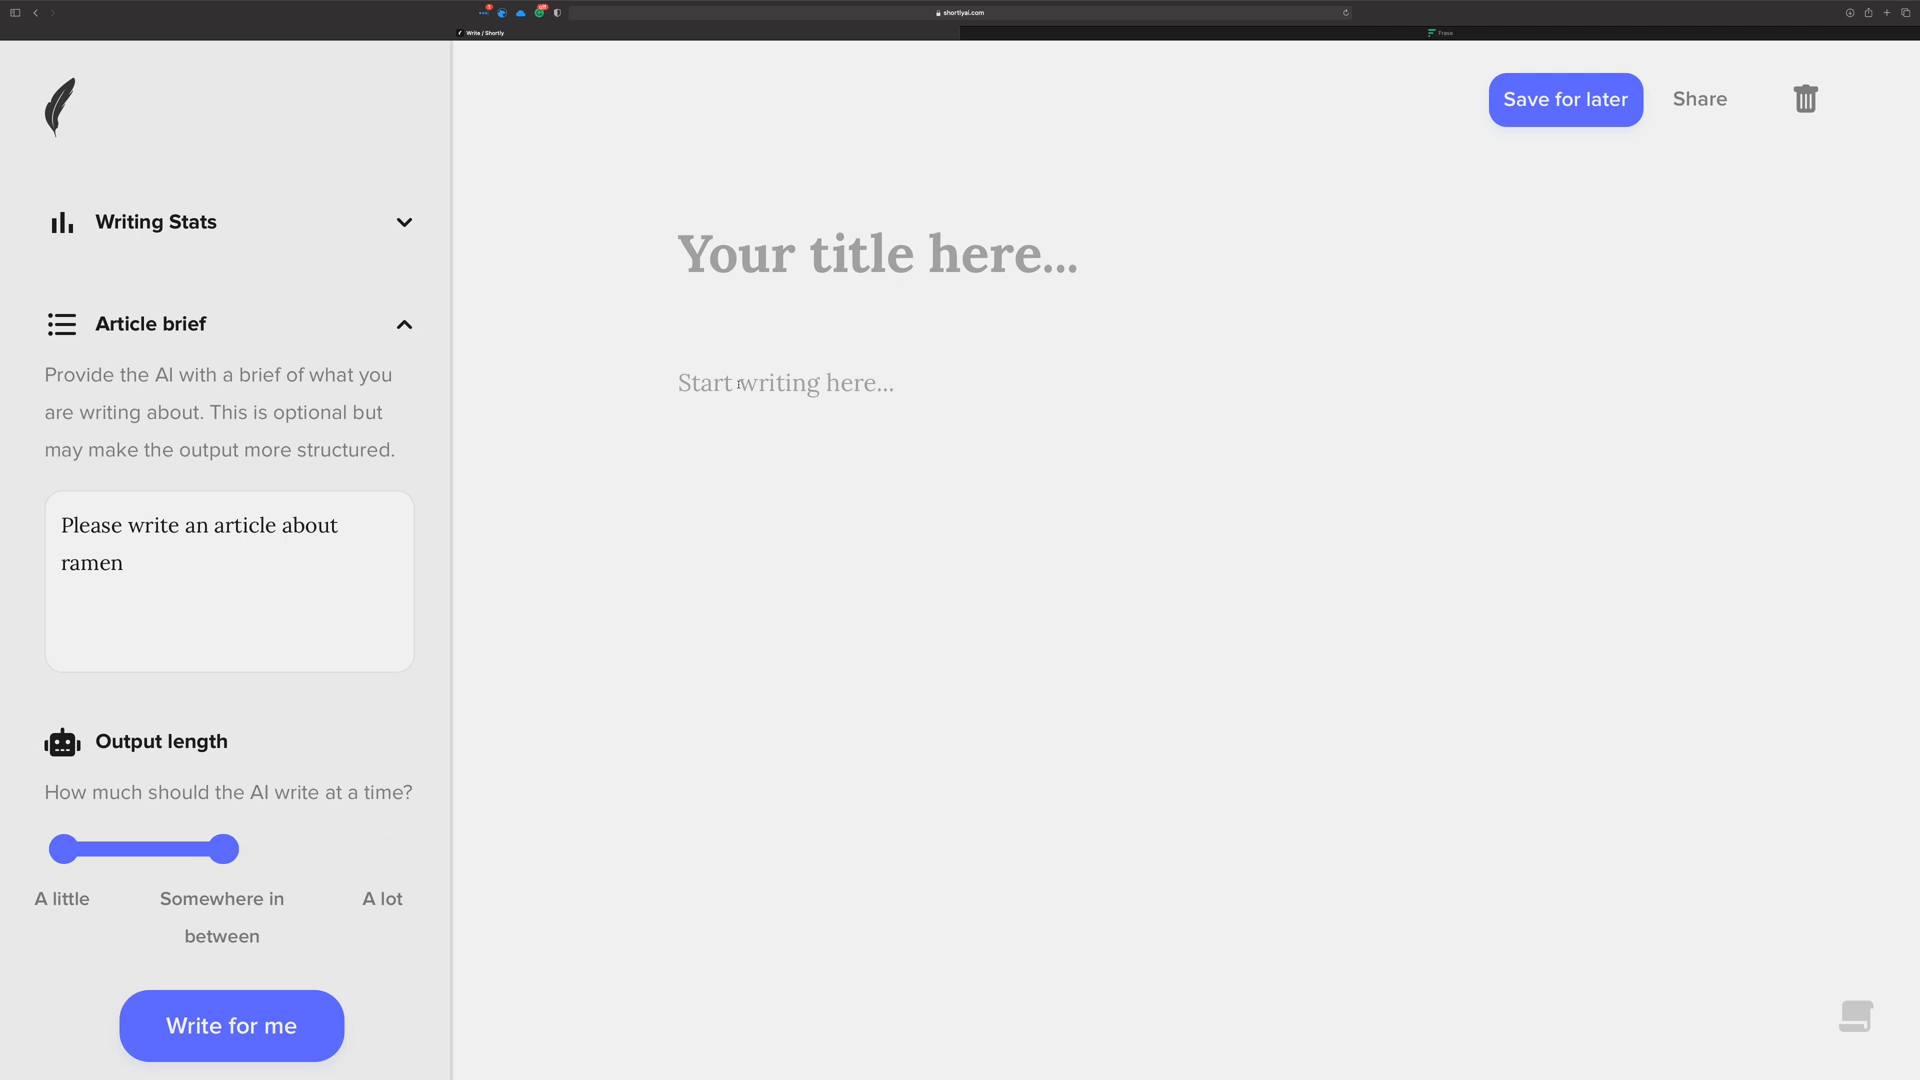 shortlyai.com
Write / Shortly
Frase
Save for later
Share
Writing Stats
Your title here...
Article brief
Provide the AI with a brief of what you
are writing about. This is optional but
may make the output more structured.
Start writing here...
Please write an article about
ramen
Output length
How much should the AI write at a time?
A little
Somewhere in
between
A lot
Write for me